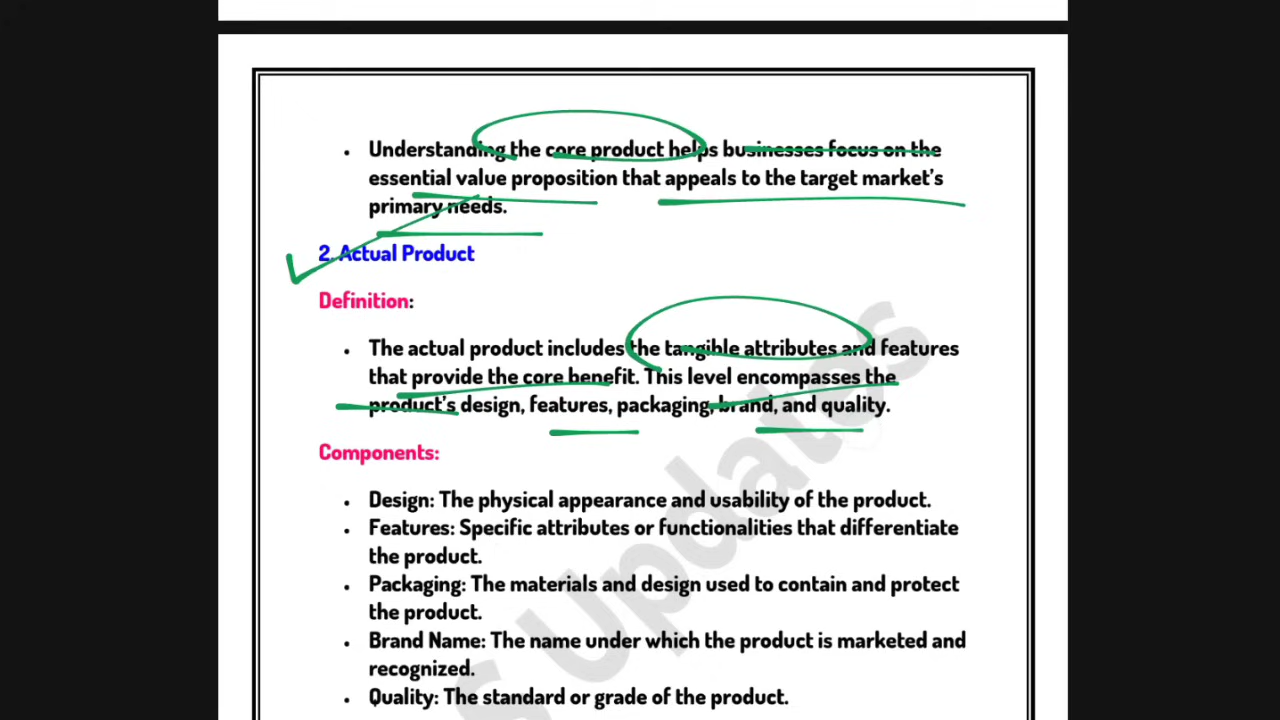 • Understanding the core product helps businesses focus on the
essential value proposition that appeals to the target market's
primary needs.
2. Actual Product
Definition:
• The actual product includes the tangible attributes and features
that provide the core benefit. This level encompasses the
product's design, features, packaging, brand, and quality.
Components:
• Design: The physical appearance and usability of the product.
• Features: Specific attributes or functionalities that differentiate
the product.
• Packaging: The materials and design used to contain and protect
the product.
• Brand Name: The name under which the product is marketed and
recognized.
• Quality: The standard or grade of the product.
s Updates